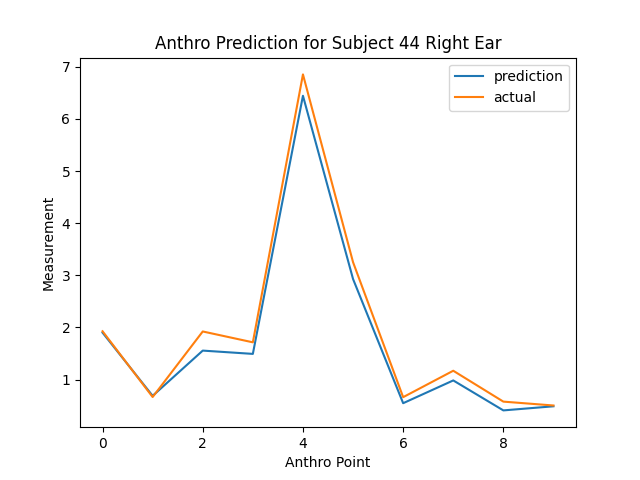 Anthro Prediction for Subject 44 Right Ear
prediction
actual
7
6
5
4
3
2
1
Measurement
0
2
4
6
8
Anthro Point